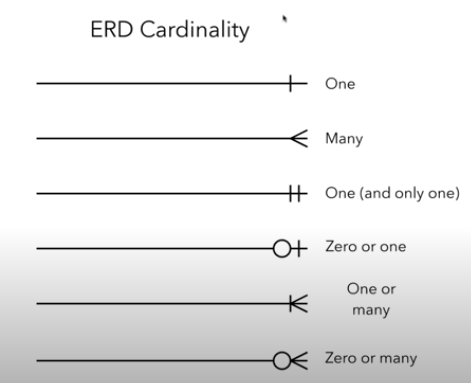 ERD Cardinality
One
Many
One (and only one)
Zero or one
One or
many
Zero or many